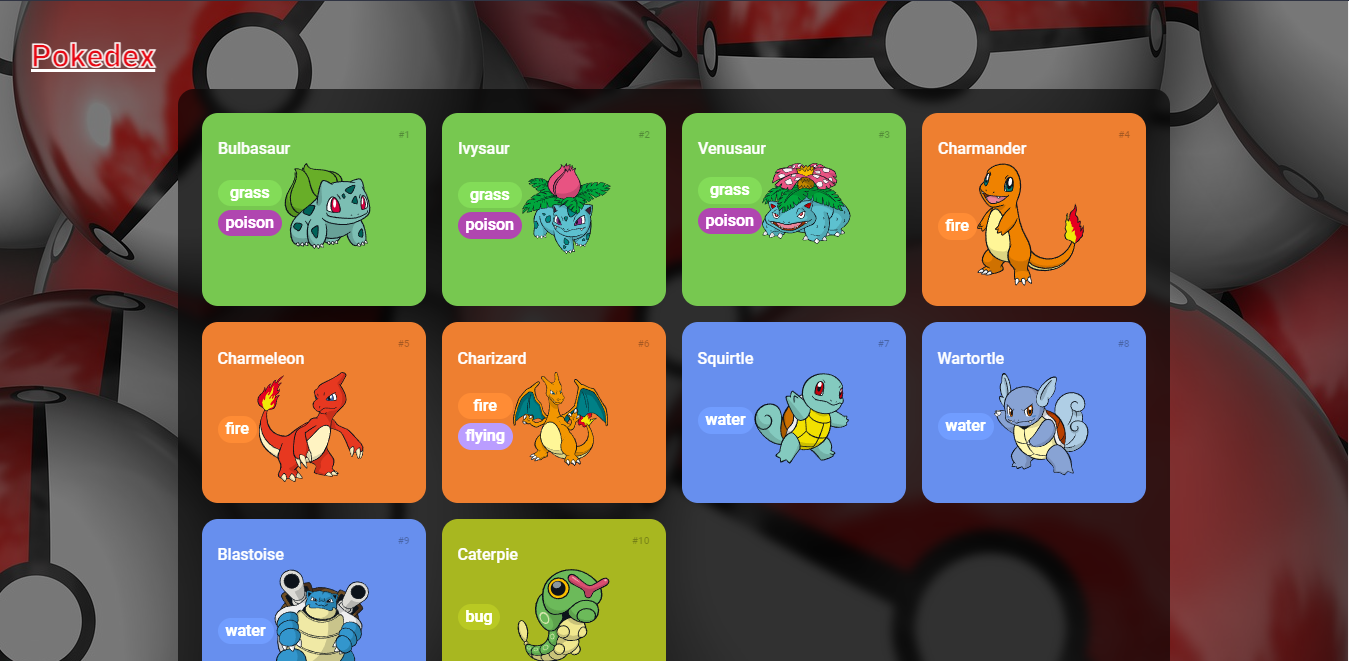 Pokedex
#1
Bulbasaur
grass
poison
#2
Ivysaur
grass
poison
#3
Venusaur
grass
poison
#4
Charmander
fire
#5
Charmeleon
fire
#6
Charizard
fire
flying
#7
Squirtle
water
#8
Wartortle
water
#9
Blastoise
water
#10
Caterpie
bug